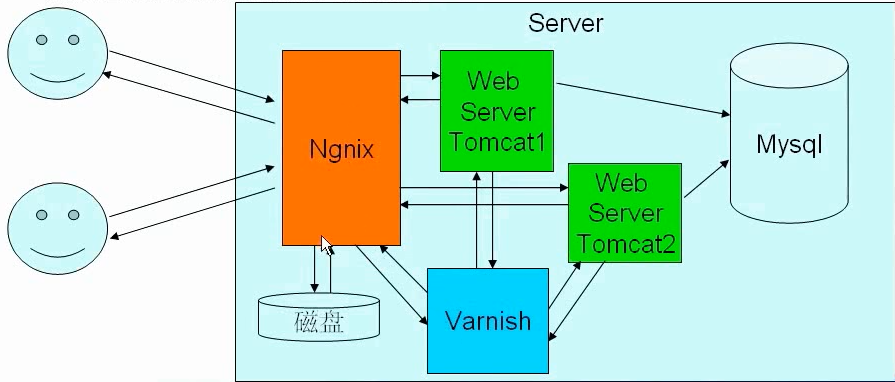 Server
Ngnix
Web
Server
Tomcat1
Web
Server
Tomcat2
Mysql
磁盘
Varnish